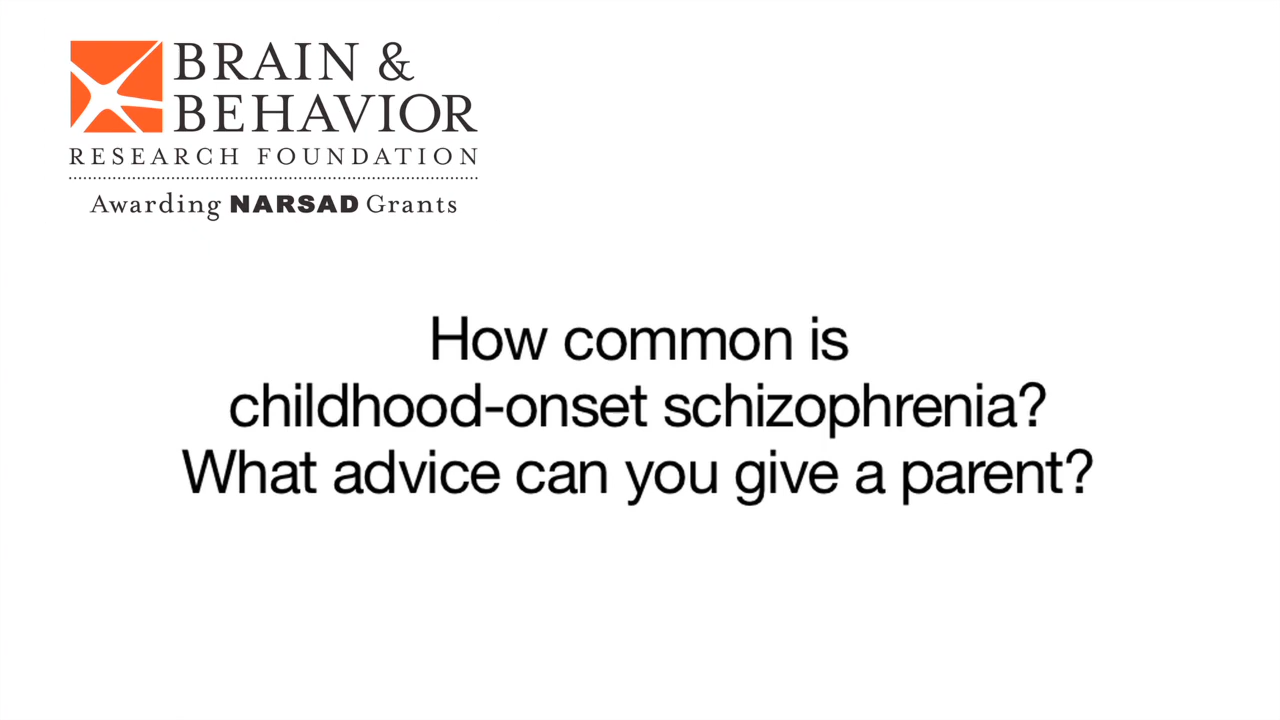 BRAIN &
BEHAVIOR
RESEARCH FOUNDATION
Awarding NARSAD Grants
How common is
childhood-onset schizophrenia?
What advice can you give a parent?